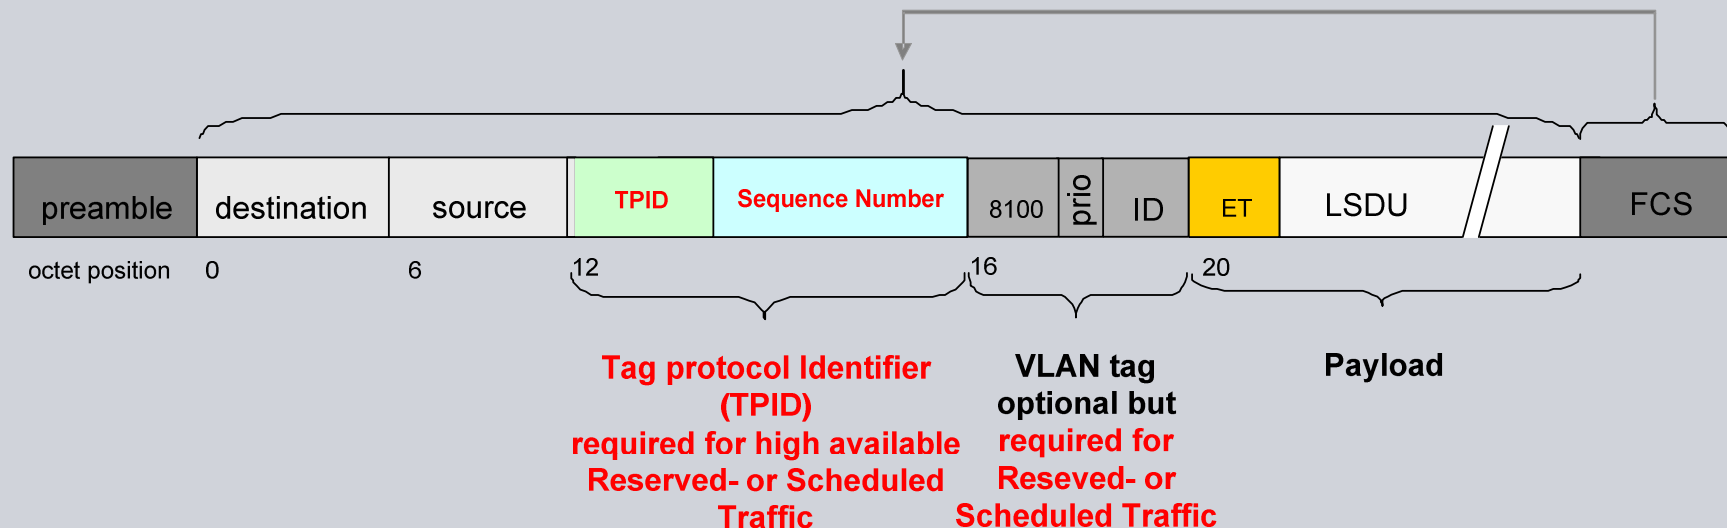 preamble destination source TPID Sequence Number 8100 prio ID ET LSDU FCS
octet position 0 6 12 16 20
Tag protocol Identifier
(TPID)
required for high available
Reserved- or Scheduled
Traffic
VLAN tag
optional but
required for
Reseved- or
Scheduled Traffic
Payload